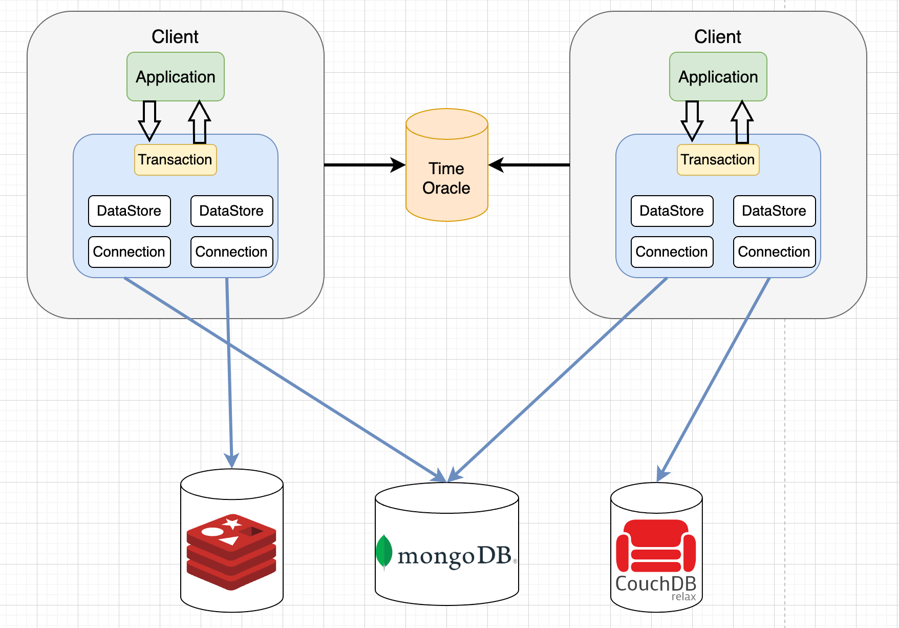 Client
Application
Transaction
DataStore
DataStore
Connection
Connection
Time
Oracle
Client
Application
Transaction
DataStore
DataStore
Connection
Connection
mongoDB
CouchDB
relax